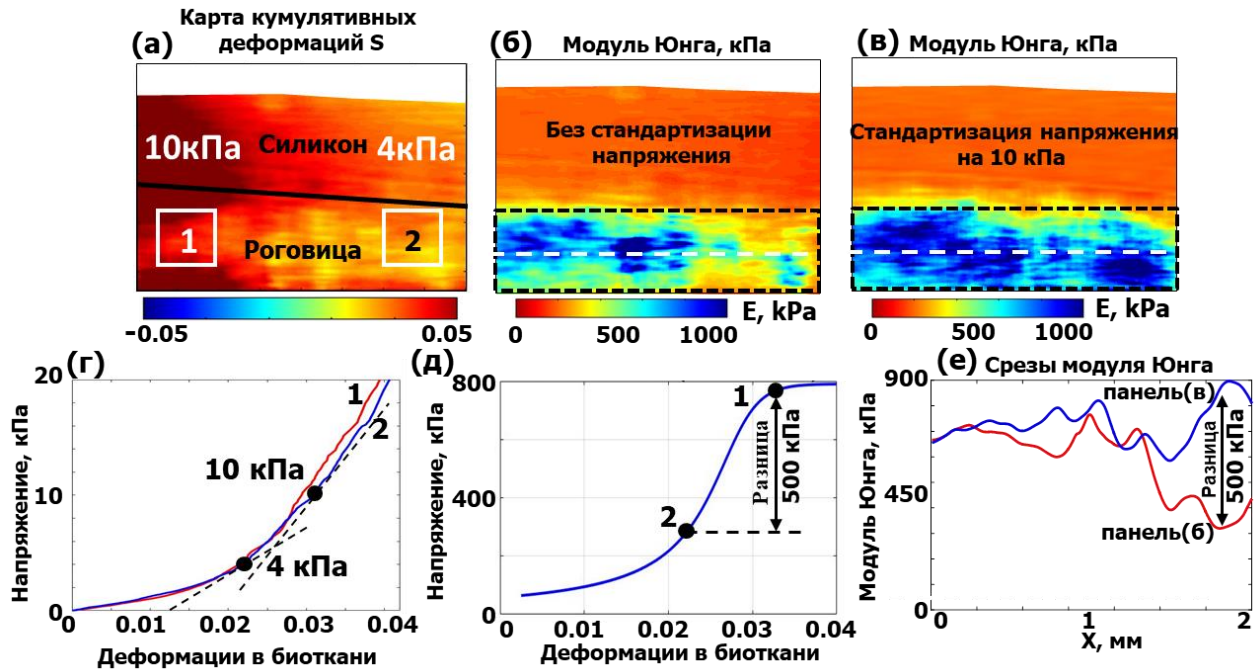 Карта кумулятивных
деформаций S
(а)
10кПа
Силикон
4кПа
1
2
Роговица
-0.05
0.05
(б)
Модуль Юнга, кПа
Без стандартизации
напряжения
E, kPa
0
500
1000
(в)
Модуль Юнга, кПа
Стандартизация напряжения
на 10 кПа
E, kPa
0
500
1000
(г)
Напряжение, кПа
20
10
0
1
2
10 кПа
4 кПа
0
0.01
0.02
0.03
0.04
Деформации в биоткани
(д)
Напряжение, кПа
800
400
0
1
2
Разница
500 кПа
0
0.01
0.02
0.03
0.04
Деформации в биоткани
(е)
Срезы модуля Юнга
Модуль Юнга, кПа
900
450
0
панель(в)
Разница
500 кПа
панель(б)
0
1
2
X, мм